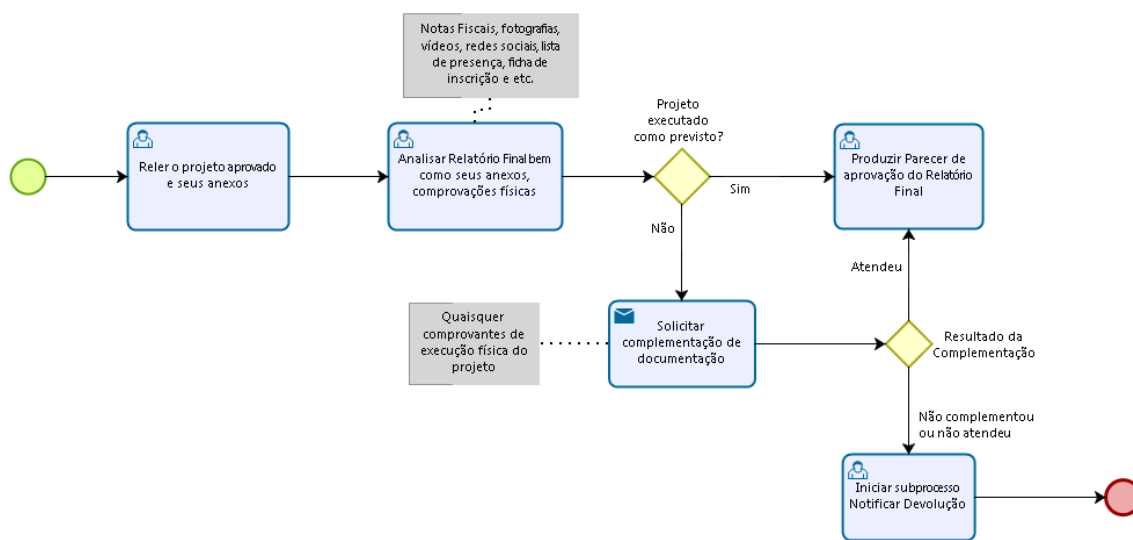 Notas Fiscais, fotografias,
vídeos, redes sociais, lista
de presença, ficha de
inscrição e etc.
Reler o projeto aprovado
e seus anexos
Analisar Relatório Final bem
como seus anexos,
comprovações físicas
Projeto
executado
como previsto?
Sim
Não
Produzir Parecer de
aprovação do Relatório
Final
Quaisquer
comprovantes de
execução física do
projeto
Solicitar
complementação de
documentação
Atendeu
Resultado da
Complementação
Não complementou
ou não atendeu
Iniciar subprocesso
Notificar Devolução